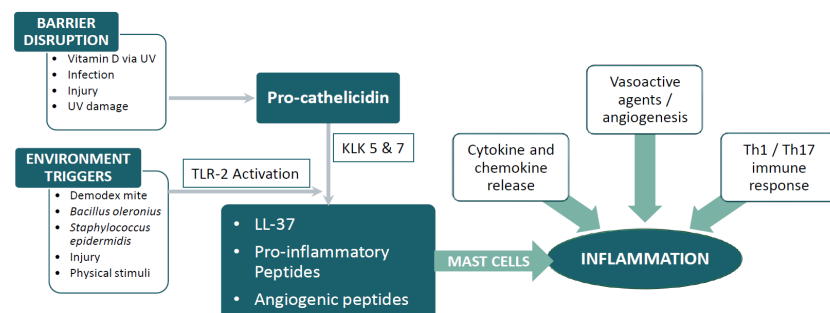 BARRIER
DISRUPTION
• Vitamin D via UV
• Infection
• Injury
• UV damage
Pro-cathelicidin
KLK 5 & 7
ENVIRONMENT
TRIGGERS
• Demodex mite
• Bacillus oleronius
• Staphylococcus
epidermidis
• Injury
• Physical stimuli
TLR-2 Activation
• LL-37
• Pro-inflammatory
Peptides
• Angiogenic peptides
MAST CELLS
Cytokine and
chemokine
release
Vasoactive
agents /
angiogenesis
Th1 / Th17
immune
response
INFLAMMATION